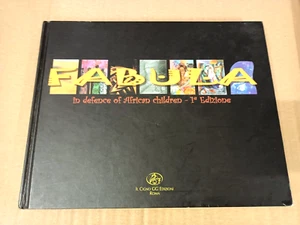 FABULA
in defence of African children - 1ª Edizione
IL CIGNO GG EDIZIONI
ROMA